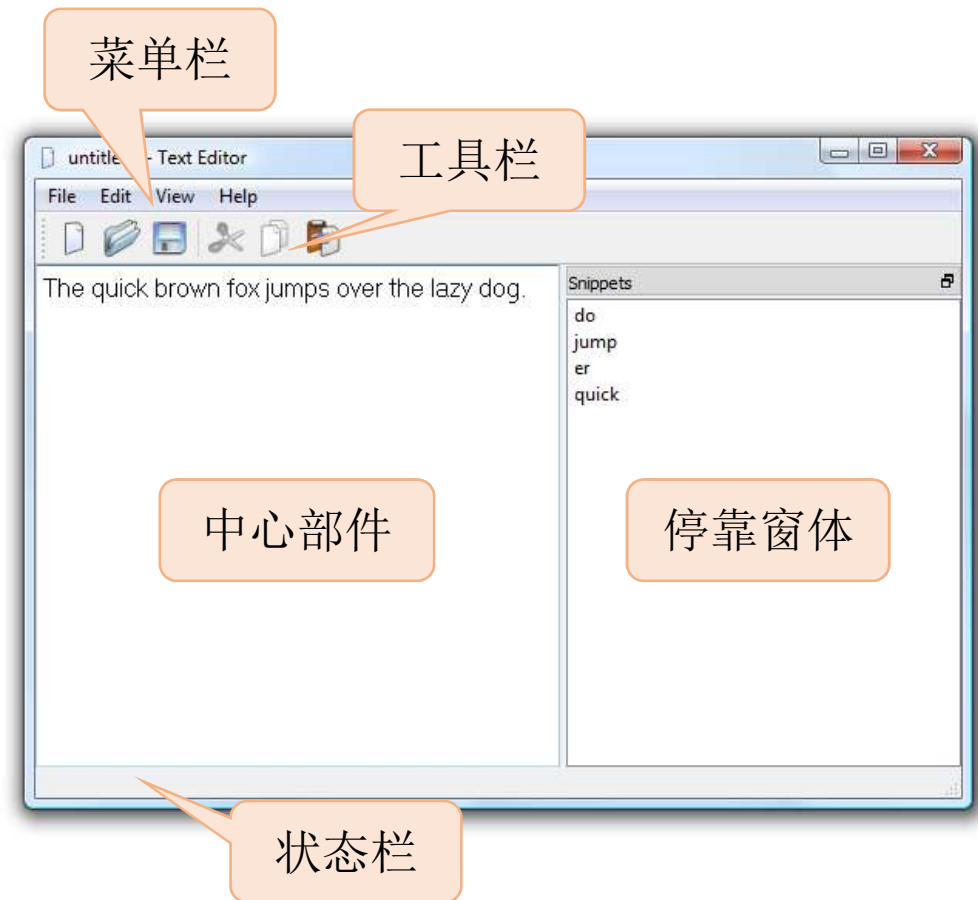 菜单栏
工具栏
untitle - Text Editor
File Edit View Help
The quick brown fox jumps over the lazy dog.
Snippets
do
jump
er
quick
中心部件
停靠窗体
状态栏